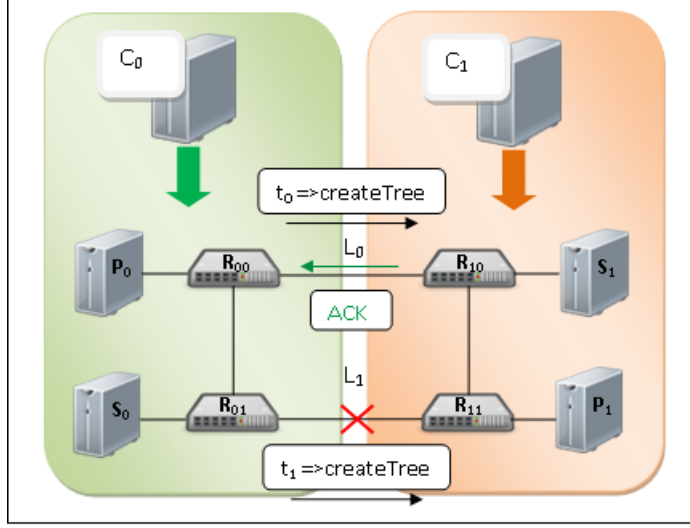 C₀
C₁
t₀=>createTree
L₀
P₀
R₀₀
R₁₀
S₁
ACK
L₁
S₀
R₀₁
R₁₁
P₁
t₁=>createTree